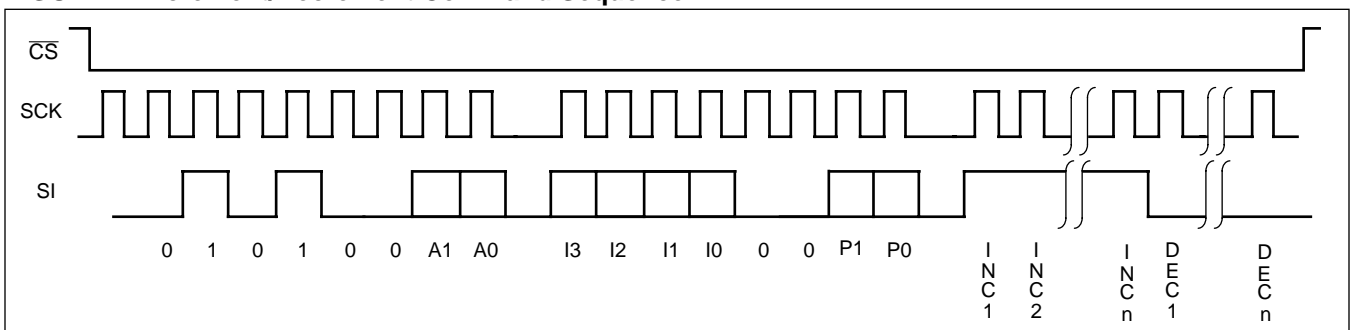 CS
SCK
SI
0 1 0 1 0 0 A1 A0 I3 I2 I1 I0 0 0 P1 P0
INC1
INC2
INCn
DEC1
DECn